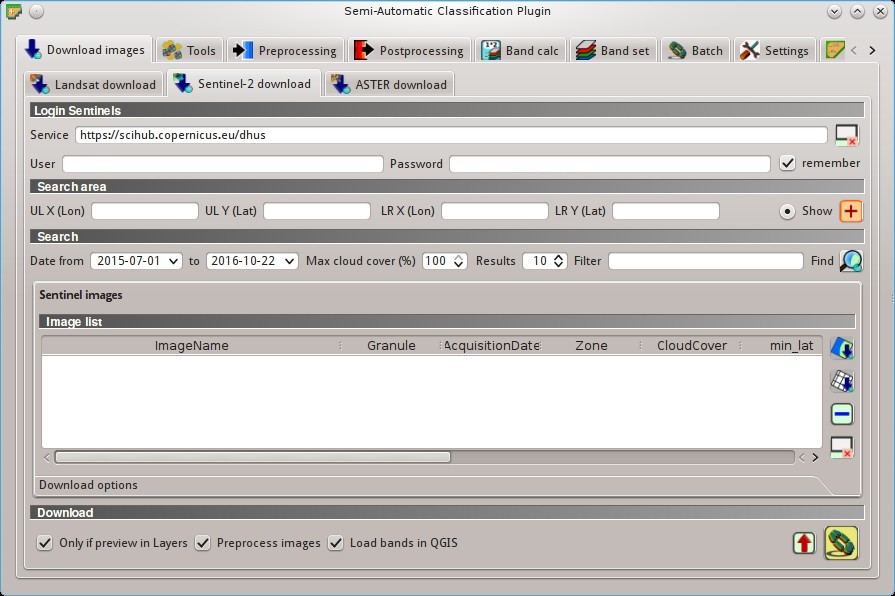 Semi-Automatic Classification Plugin
Download images Tools Preprocessing Postprocessing Band calc Band set Batch Settings
Landsat download Sentinel-2 download ASTER download
Login Sentinels
Service https://scihub.copernicus.eu/dhus
User Password remember
Search area
UL X (Lon) UL Y (Lat) LR X (Lon) LR Y (Lat) Show
Search
Date from 2015-07-01 to 2016-10-22 Max cloud cover (%) 100 Results 10 Filter Find
Sentinel images
Image list
ImageName Granule AcquisitionDate Zone CloudCover min_lat
Download options
Download
Only if preview in Layers Preprocess images Load bands in QGIS